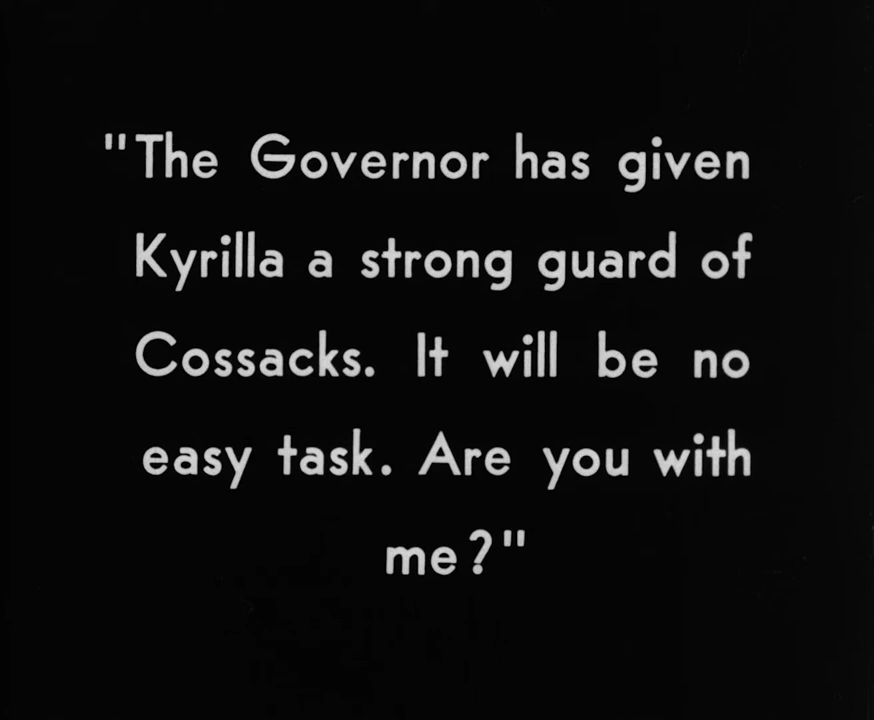 "The Governor has given
Kyrilla a strong guard of
Cossacks. It will be no
easy task. Are you with
me?"